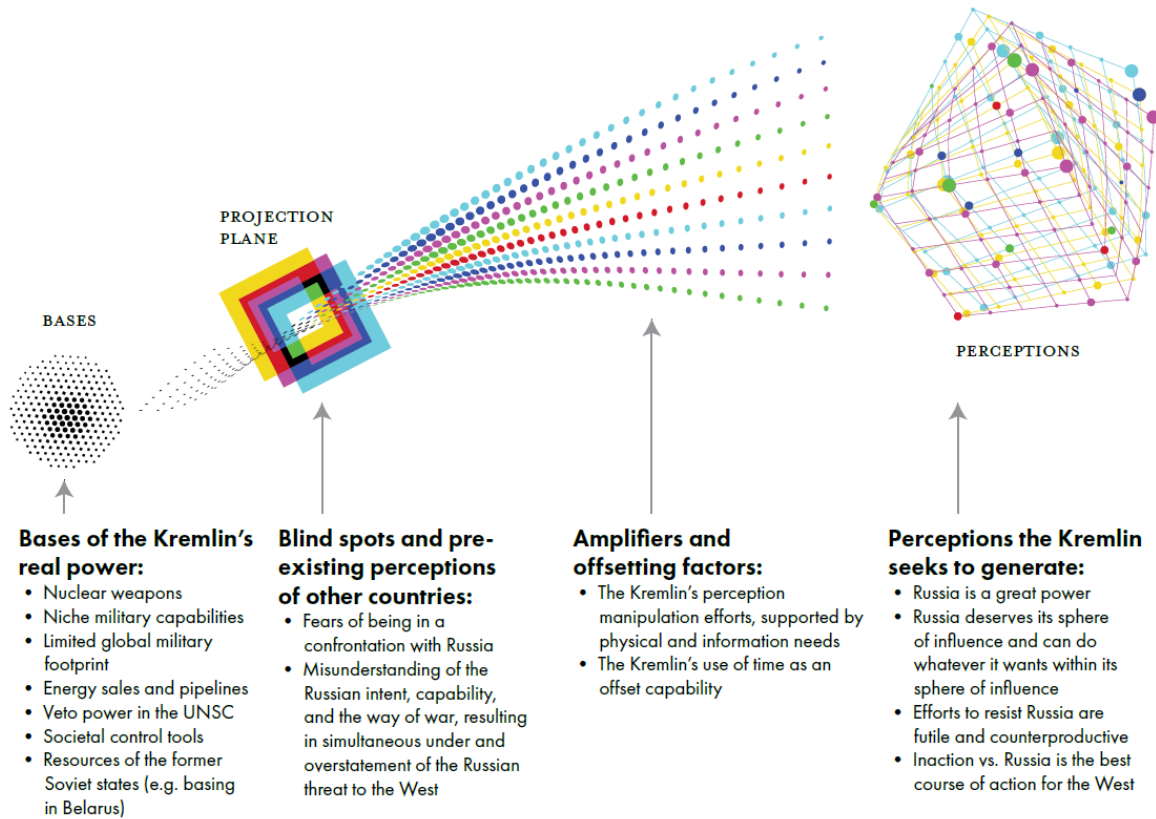 PROJECTION
PLANE
BASES
PERCEPTIONS
Bases of the Kremlin's
real power:
• Nuclear weapons
• Niche military capabilities
• Limited global military
footprint
• Energy sales and pipelines
• Veto power in the UNSC
• Societal control tools
• Resources of the former
Soviet states (e.g. basing
in Belarus)
Blind spots and pre-
existing perceptions
of other countries:
• Fears of being in a
confrontation with Russia
• Misunderstanding of the
Russian intent, capability,
and the way of war, resulting
in simultaneous under and
overstatement of the Russian
threat to the West
Amplifiers and
offsetting factors:
• The Kremlin's perception
manipulation efforts, supported by
physical and information needs
• The Kremlin's use of time as an
offset capability
Perceptions the Kremlin
seeks to generate:
• Russia is a great power
• Russia deserves its sphere
of influence and can do
whatever it wants within its
sphere of influence
• Efforts to resist Russia are
futile and counterproductive
• Inaction vs. Russia is the best
course of action for the West